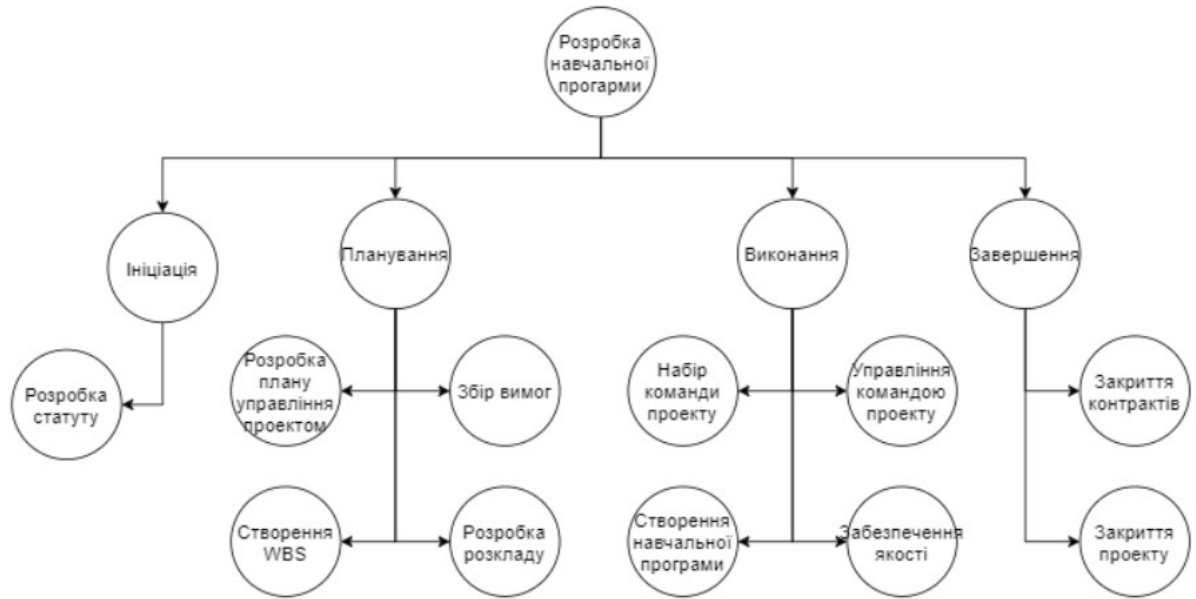 Розробка
навчальної
прогарми
Ініціація
Планування
Виконання
Завершення
Розробка
статуту
Розробка
плану
управління
проектом
Збір вимог
Набір
команди
проекту
Управління
командою
проекту
Закриття
контрактів
Створення
WBS
Розробка
розкладу
Створення
навчальної
програми
Забезпечення
якості
Закриття
проекту